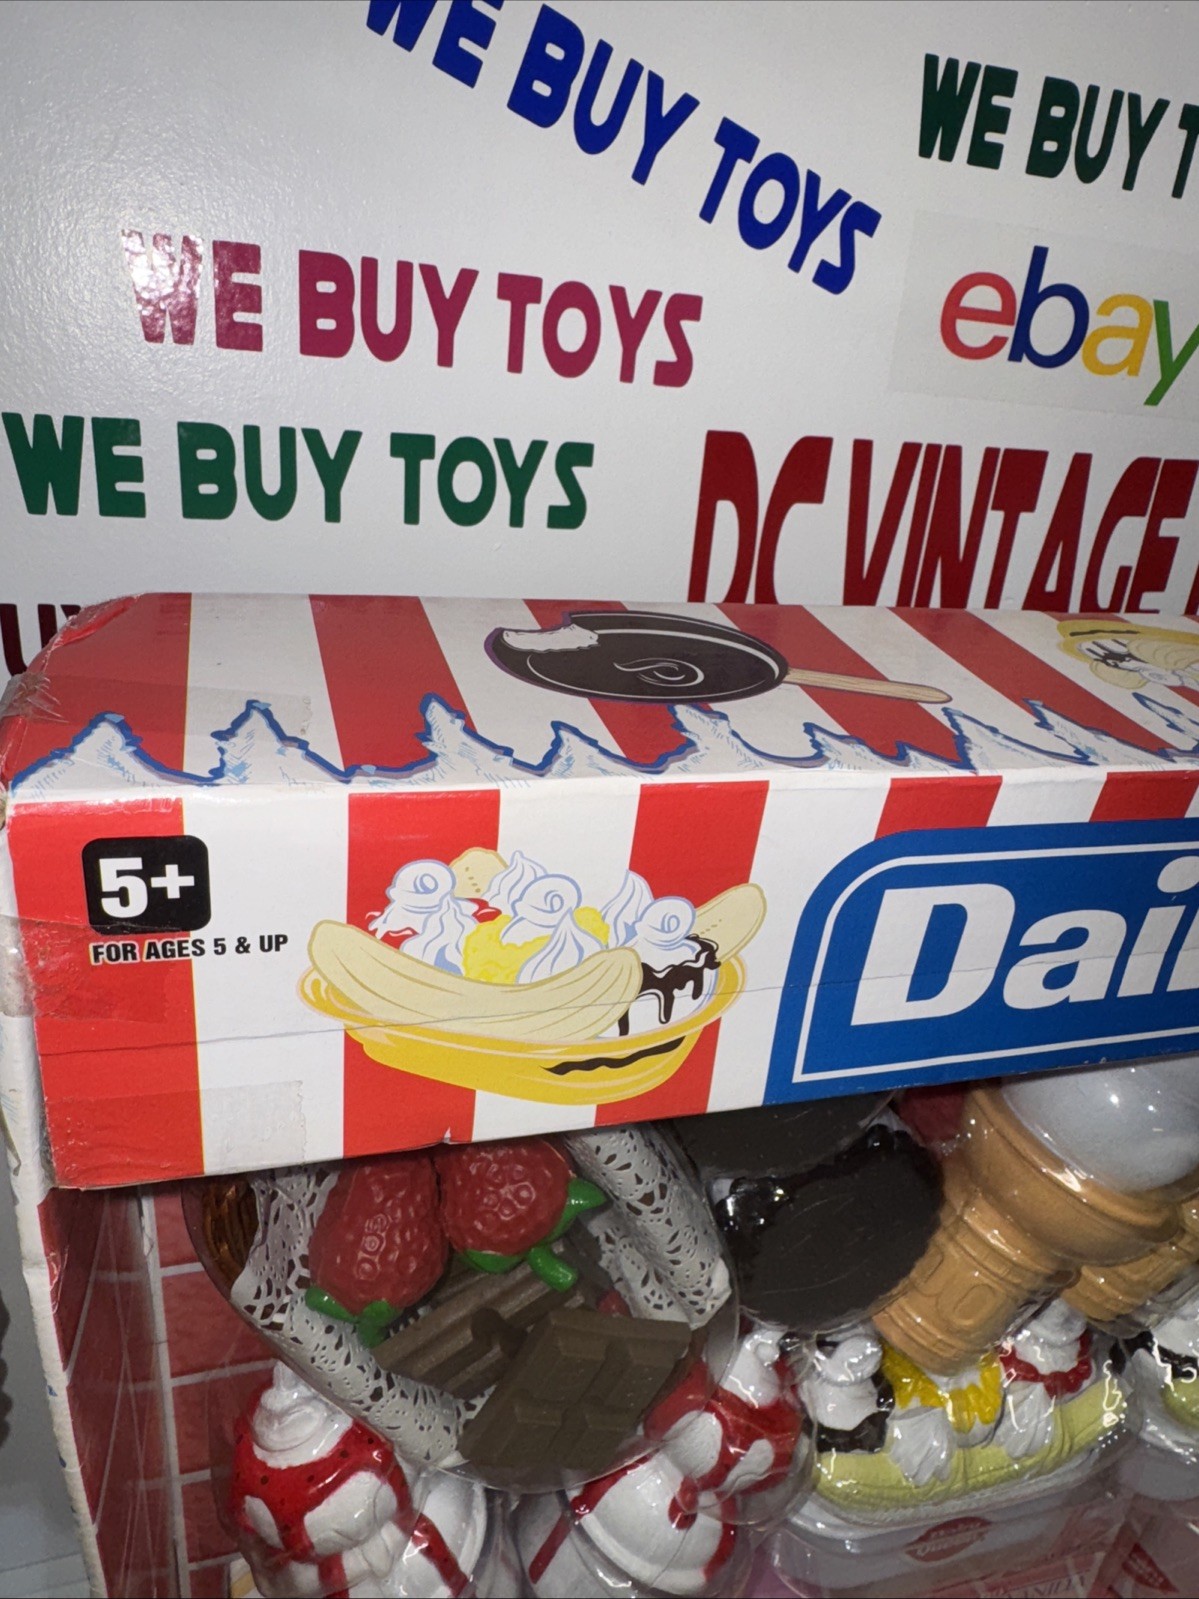 WE BUY TOYS
WE BUY T
WE BUY TOYS
ebay
WE BUY TOYS
DC VINTAGE
5+
FOR AGES 5 & UP
Dai